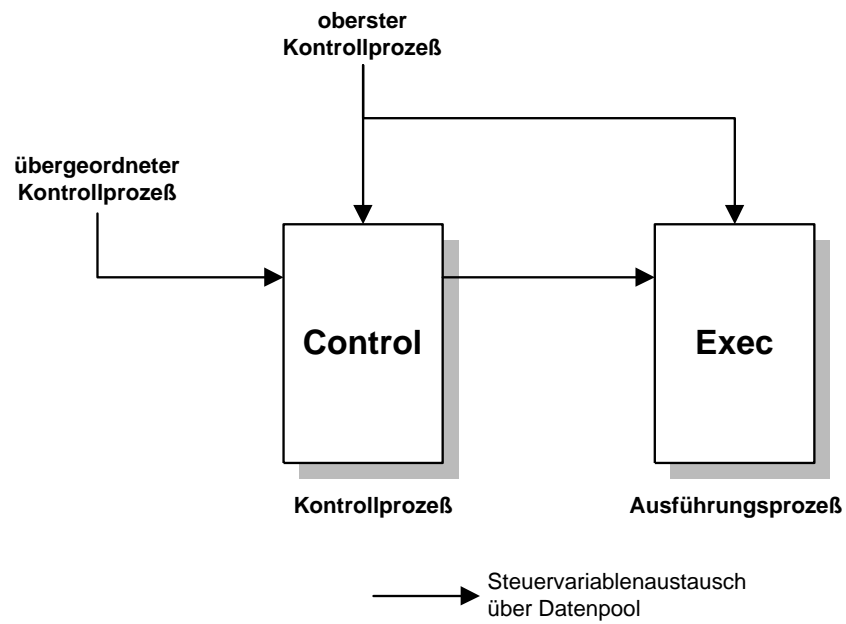 oberster
Kontrollprozeß
übergeordneter
Kontrollprozeß
Control
Exec
Kontrollprozeß
Ausführungsprozeß
Steuervariablenaustausch
über Datenpool